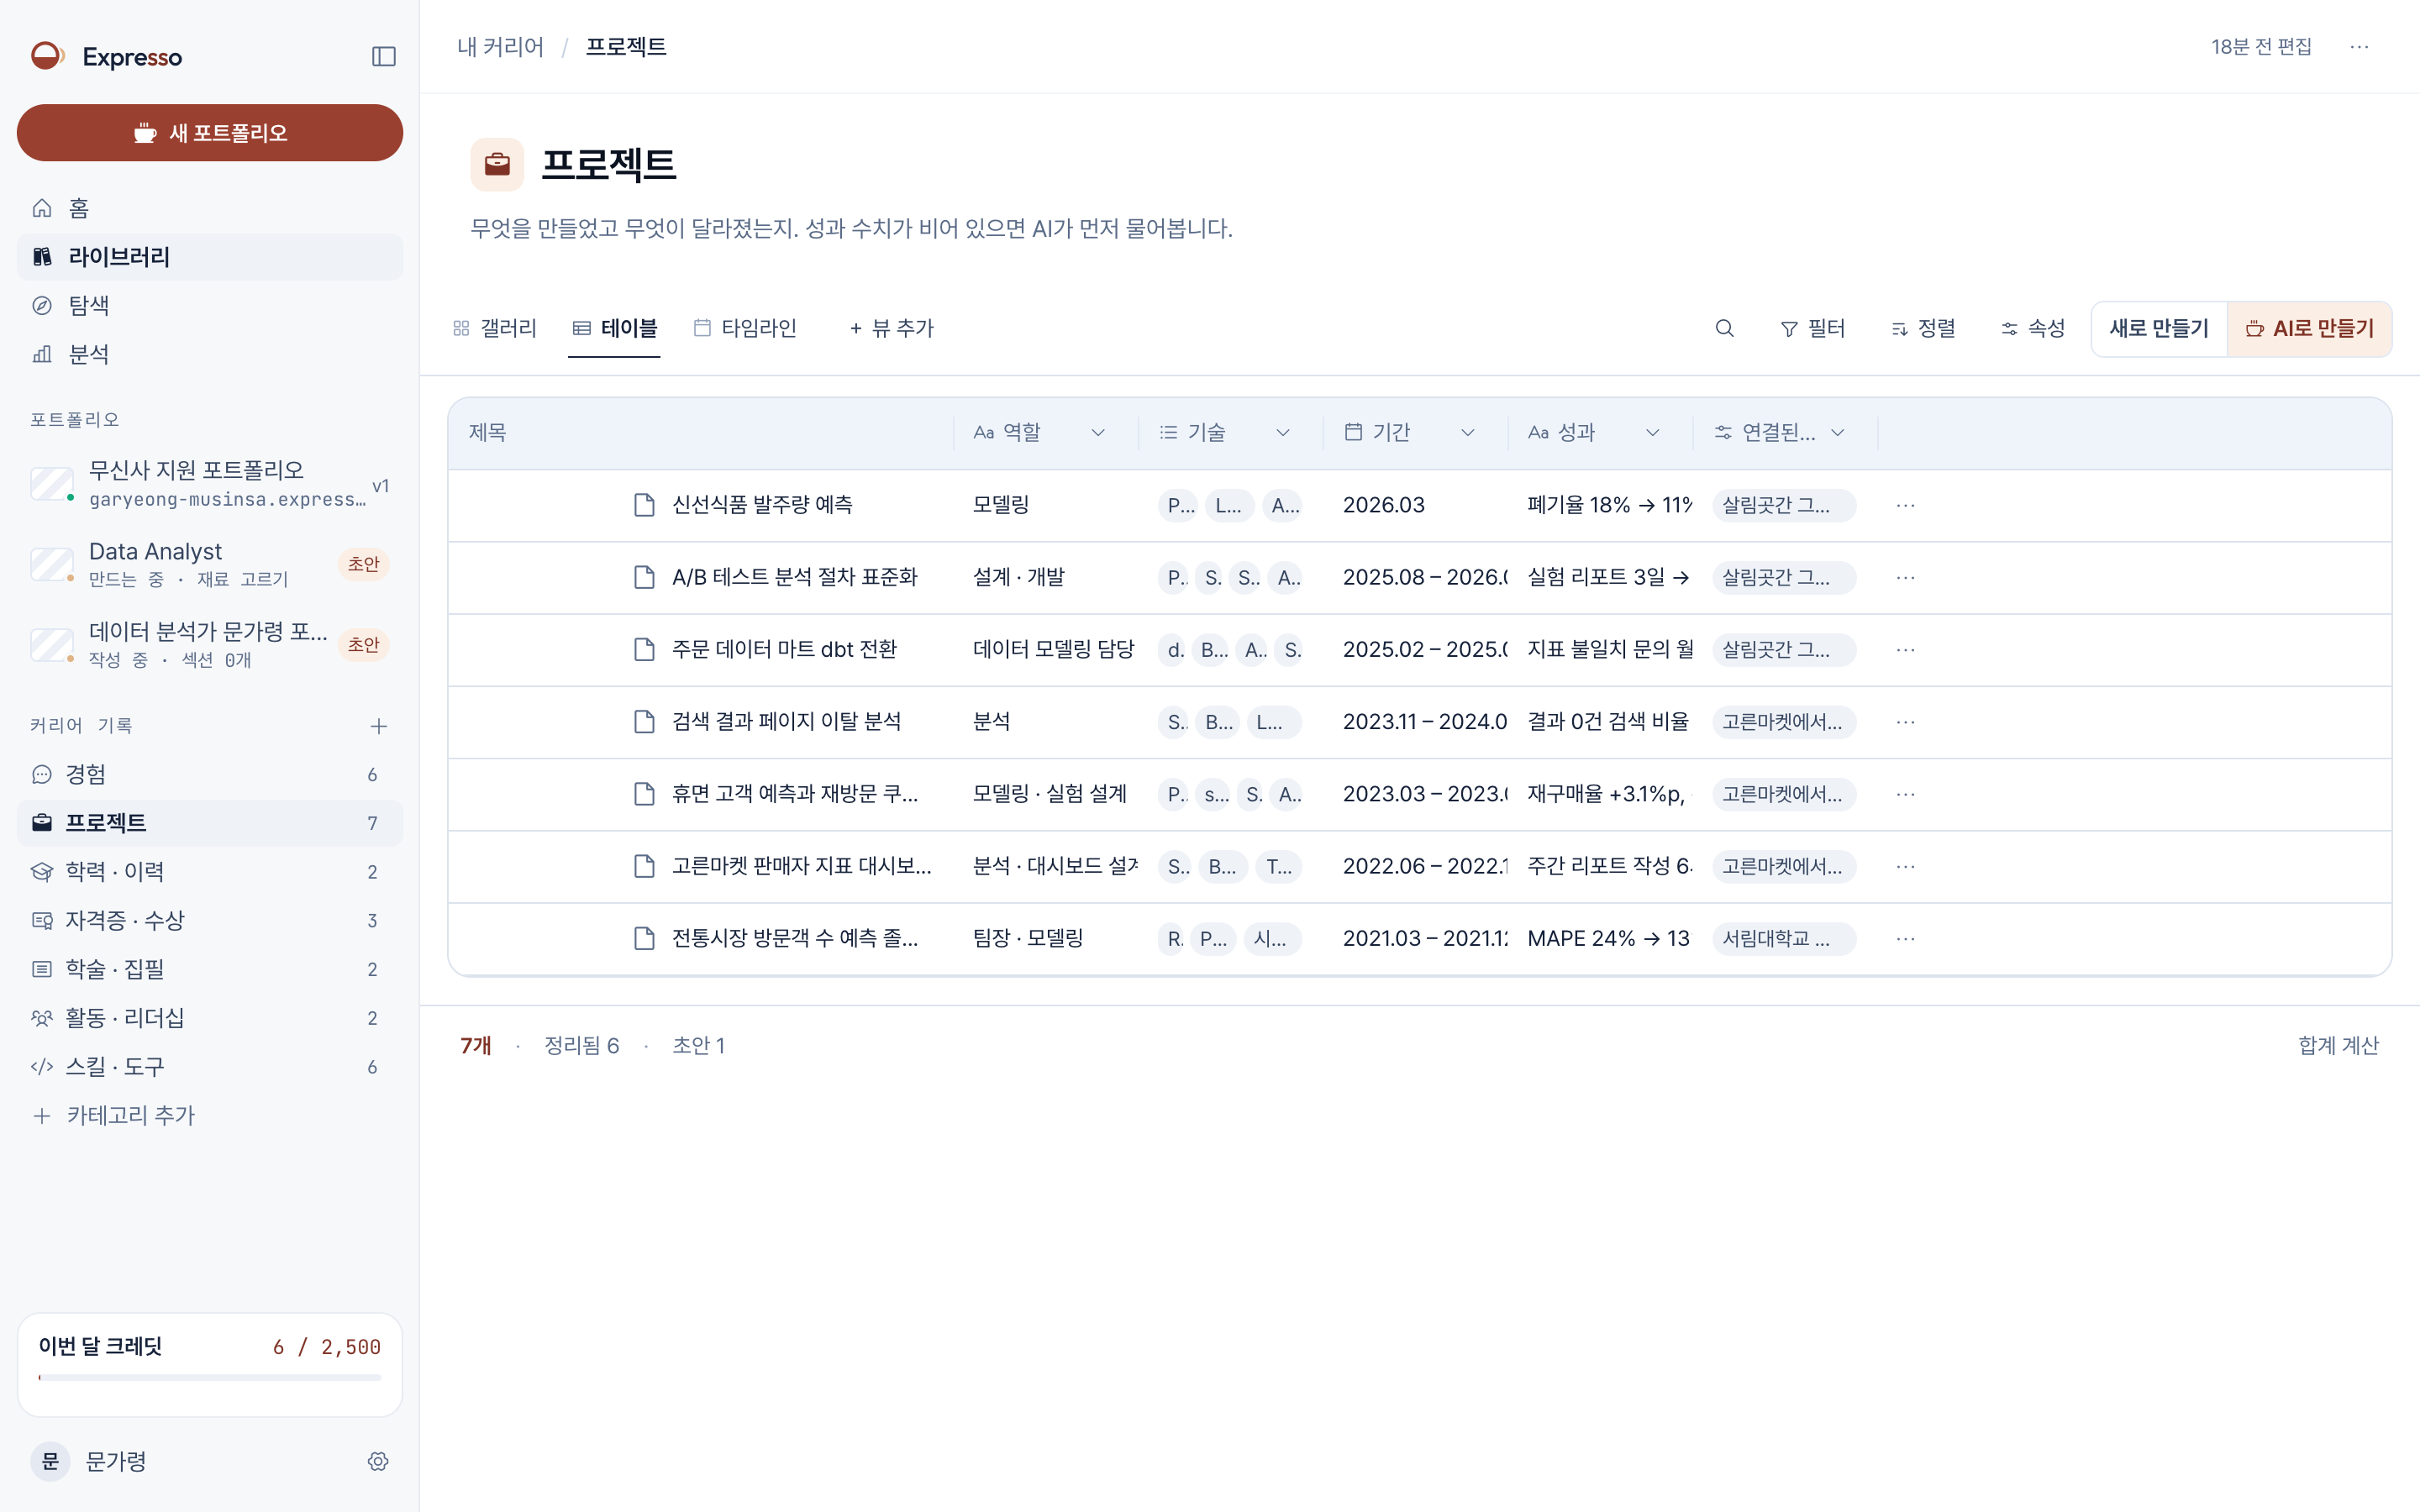 Expresso
새 포트폴리오
홈
라이브러리
탐색
분석
포트폴리오
무신사 지원 포트폴리오
garyeong-musinsa.express…
v1
Data Analyst
만드는 중 · 재료 고르기
초안
데이터 분석가 문가령 포...
작성 중 · 섹션 0개
초안
커리어 기록
경험 6
프로젝트 7
학력 · 이력 2
자격증 · 수상 3
학술 · 집필 2
활동 · 리더십 2
스킬 · 도구 6
카테고리 추가
이번 달 크레딧 6 / 2,500
문 문가령
내 커리어 / 프로젝트
18분 전 편집
프로젝트
무엇을 만들었고 무엇이 달라졌는지. 성과 수치가 비어 있으면 AI가 먼저 물어봅니다.
갤러리 테이블 타임라인 + 뷰 추가
필터 정렬 속성 새로 만들기 AI로 만들기
제목 Aa 역할 기술 기간 Aa 성과 연결된...
신선식품 발주량 예측 모델링 P... L... A... 2026.03 폐기율 18% → 11% 살림곳간 그...
A/B 테스트 분석 절차 표준화 설계 · 개발 P.. S. S.. A.. 2025.08 – 2026.0 실험 리포트 3일 → 살림곳간 그...
주문 데이터 마트 dbt 전환 데이터 모델링 담당 d. B... A.. S. 2025.02 – 2025.0 지표 불일치 문의 월 살림곳간 그...
검색 결과 페이지 이탈 분석 분석 S.. B... L... 2023.11 – 2024.0 결과 0건 검색 비율 고른마켓에서...
휴면 고객 예측과 재방문 쿠... 모델링 · 실험 설계 P.. s... S. A.. 2023.03 – 2023.0 재구매율 +3.1%p, 고른마켓에서...
고른마켓 판매자 지표 대시보... 분석 · 대시보드 설계 S.. B... T... 2022.06 – 2022.1 주간 리포트 작성 6. 고른마켓에서...
전통시장 방문객 수 예측 졸... 팀장 · 모델링 R. P... 시... 2021.03 – 2021.12 MAPE 24% → 13 서림대학교 ...
7개 · 정리됨 6 · 초안 1
합계 계산